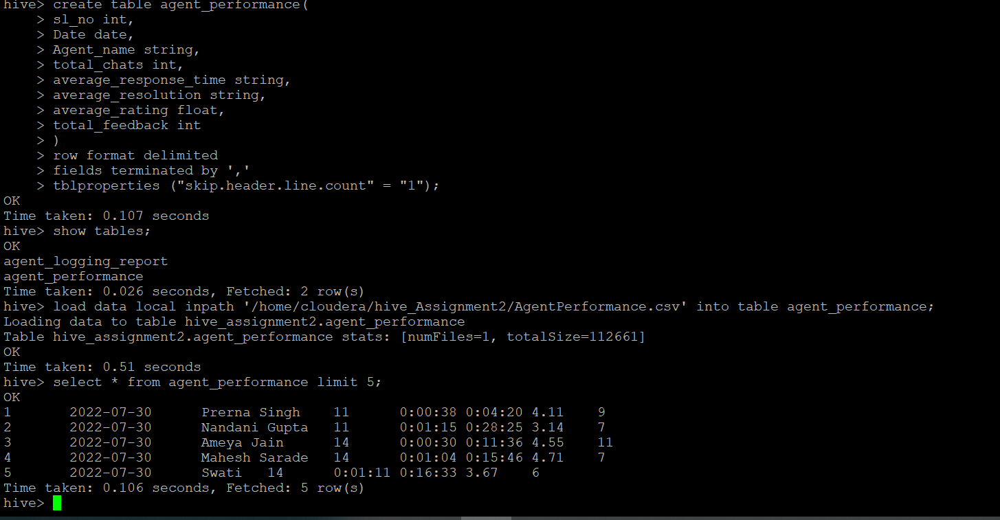 hive> create table agent_performance(
    > sl_no int,
    > Date date,
    > Agent_name string,
    > total_chats int,
    > average_response_time string,
    > average_resolution string,
    > average_rating float,
    > total_feedback int
    > )
    > row format delimited
    > fields terminated by ','
    > tblproperties ("skip.header.line.count" = "1");
OK
Time taken: 0.107 seconds
hive> show tables;
OK
agent_logging_report
agent_performance
Time taken: 0.026 seconds, Fetched: 2 row(s)
hive> load data local inpath '/home/cloudera/hive_Assignment2/AgentPerformance.csv' into table agent_performance;
Loading data to table hive_assignment2.agent_performance
Table hive_assignment2.agent_performance stats: [numFiles=1, totalSize=112661]
OK
Time taken: 0.51 seconds
hive> select * from agent_performance limit 5;
OK
1       2022-07-30      Prerna Singh    11      0:00:38 0:04:20 4.11    9
2       2022-07-30      Nandani Gupta   11      0:01:15 0:28:25 3.14    7
3       2022-07-30      Ameya Jain      14      0:00:30 0:11:36 4.55    11
4       2022-07-30      Mahesh Sarade   14      0:01:04 0:15:46 4.71    7
5       2022-07-30      Swati   14      0:01:11 0:16:33 3.67    6
Time taken: 0.106 seconds, Fetched: 5 row(s)
hive>